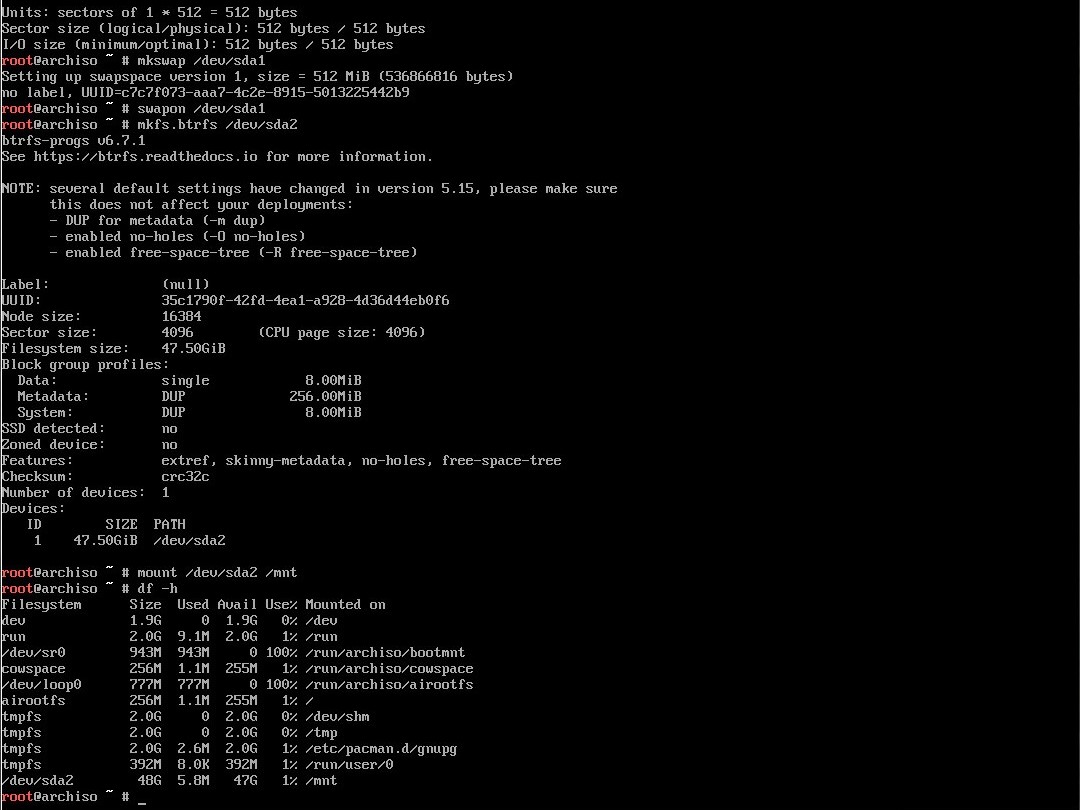 Units: sectors of 1 * 512 = 512 bytes
Sector size (logical/physical): 512 bytes / 512 bytes
I/O size (minimum/optimal): 512 bytes / 512 bytes
root@archiso ~ # mkswap /dev/sda1
Setting up swapspace version 1, size = 512 MiB (536866816 bytes)
no label, UUID=c7c7f073-aaa7-4c2e-8915-5013225442b9
root@archiso ~ # swapon /dev/sda1
root@archiso ~ # mkfs.btrfs /dev/sda2
btrfs-progs v6.7.1
See https://btrfs.readthedocs.io for more information.

NOTE: several default settings have changed in version 5.15, please make sure
      this does not affect your deployments:
      - DUP for metadata (-m dup)
      - enabled no-holes (-O no-holes)
      - enabled free-space-tree (-R free-space-tree)

Label:              (null)
UUID:               35c1790f-42fd-4ea1-a928-4d36d44eb0f6
Node size:          16384
Sector size:        4096        (CPU page size: 4096)
Filesystem size:    47.50GiB
Block group profiles:
  Data:             single            8.00MiB
  Metadata:         DUP             256.00MiB
  System:           DUP               8.00MiB
SSD detected:       no
Zoned device:       no
Features:           extref, skinny-metadata, no-holes, free-space-tree
Checksum:           crc32c
Number of devices:  1
Devices:
   ID        SIZE  PATH
    1    47.50GiB  /dev/sda2

root@archiso ~ # mount /dev/sda2 /mnt
root@archiso ~ # df -h
Filesystem      Size  Used Avail Use% Mounted on
dev             1.9G     0  1.9G   0% /dev
run             2.0G  9.1M  2.0G   1% /run
/dev/sr0        943M  943M     0 100% /run/archiso/bootmnt
cowspace        256M  1.1M  255M   1% /run/archiso/cowspace
/dev/loop0      777M  777M     0 100% /run/archiso/airootfs
airootfs        256M  1.1M  255M   1% /
tmpfs           2.0G     0  2.0G   0% /dev/shm
tmpfs           2.0G     0  2.0G   0% /tmp
tmpfs           2.0G  2.6M  2.0G   1% /etc/pacman.d/gnupg
tmpfs           392M  8.0K  392M   1% /run/user/0
/dev/sda2        48G  5.8M   47G   1% /mnt
root@archiso ~ # _